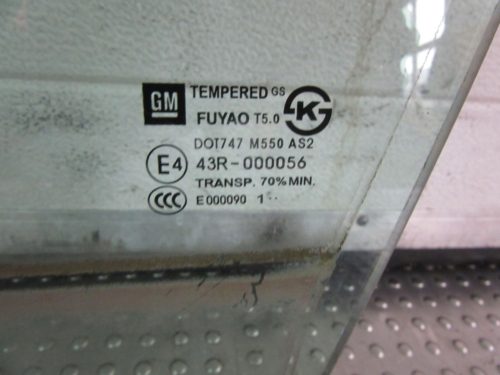 GM TEMPERED GS
FUYAO T5.0 K
DOT747 M550 AS2
E4 43R-000056
TRANSP. 70% MIN.
CCC E000090 1